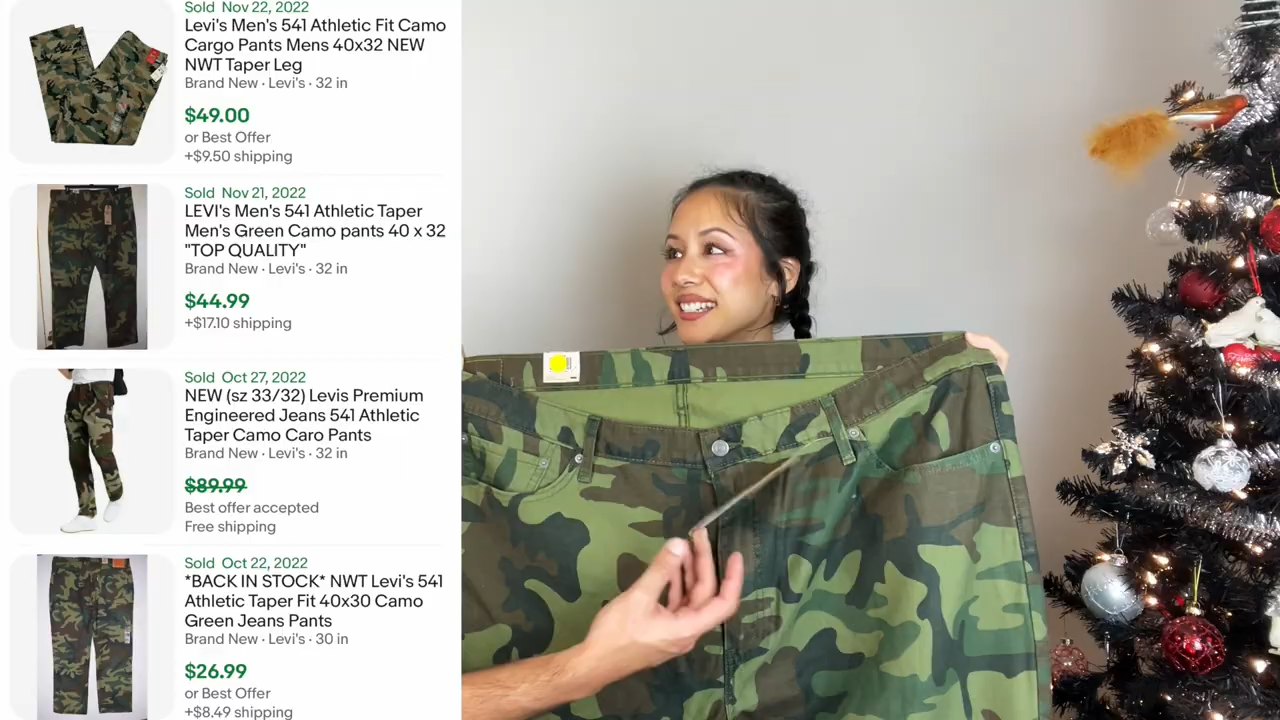 Sold Nov 22, 2022
Levi's Men's 541 Athletic Fit Camo
Cargo Pants Mens 40x32 NEW
NWT Taper Leg
Brand New · Levi's · 32 in
$49.00
or Best Offer
+$9.50 shipping
Sold Nov 21, 2022
LEVI'S Men's 541 Athletic Taper
Men's Green Camo pants 40 x 32
"TOP QUALITY"
Brand New · Levi's · 32 in
$44.99
+$17.10 shipping
Sold Oct 27, 2022
NEW (sz 33/32) Levis Premium
Engineered Jeans 541 Athletic
Taper Camo Caro Pants
Brand New · Levi's · 32 in
$89.99
Best offer accepted
Free shipping
Sold Oct 22, 2022
*BACK IN STOCK* NWT Levi's 541
Athletic Taper Fit 40x30 Camo
Green Jeans Pants
Brand New · Levi's · 30 in
$26.99
or Best Offer
+$8.49 shipping